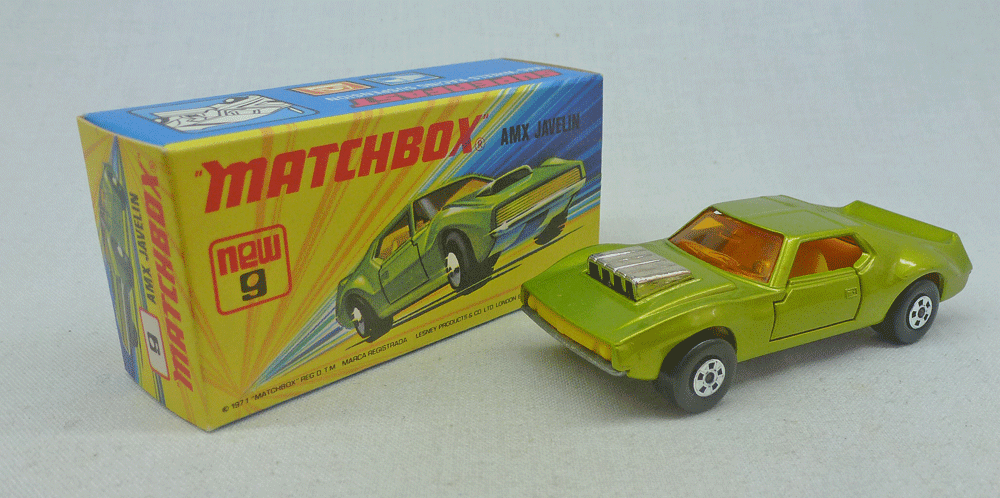 SUPERFAST
"MATCHBOX"®
AMX JAVELIN
new
9
© 1971 "MATCHBOX" REG'D T M MARCA REGISTRADA LESNEY PRODUCTS & CO. LTD. LONDON
9
AMX JAVELIN
MATCHBOX